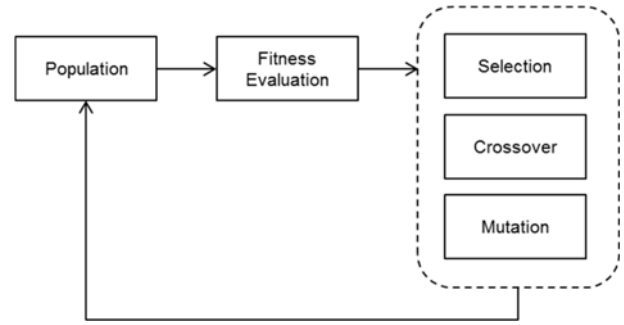 Population
Fitness
Evaluation
Selection
Crossover
Mutation